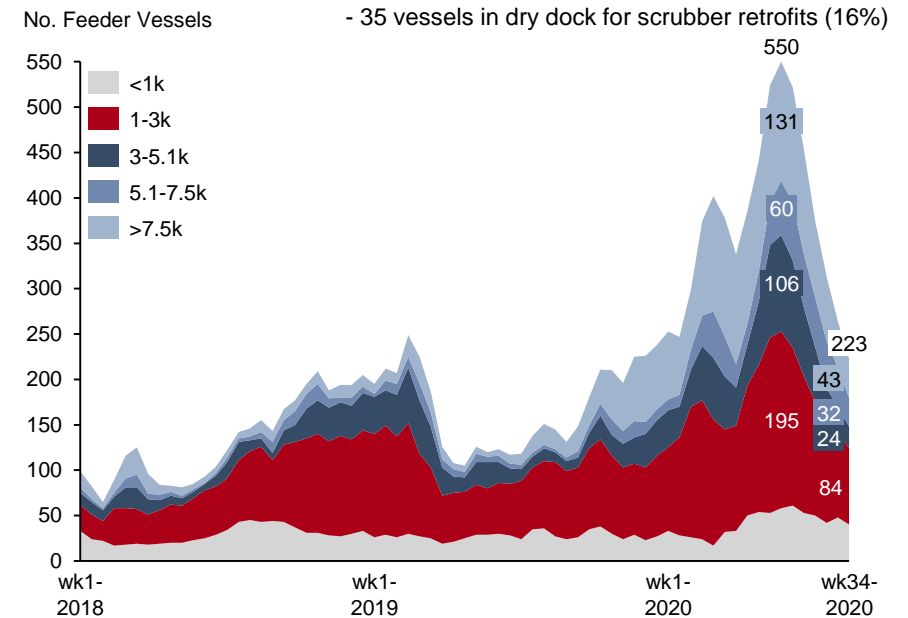 No. Feeder Vessels
- 35 vessels in dry dock for scrubber retrofits (16%)
550
550
500
450
400
350
300
250
200
150
100
50
0
<1k
1-3k
3-5.1k
5.1-7.5k
>7.5k
131
60
106
195
223
43
32
24
84
wk1-
2018
wk1-
2019
wk1-
2020
wk34-
2020